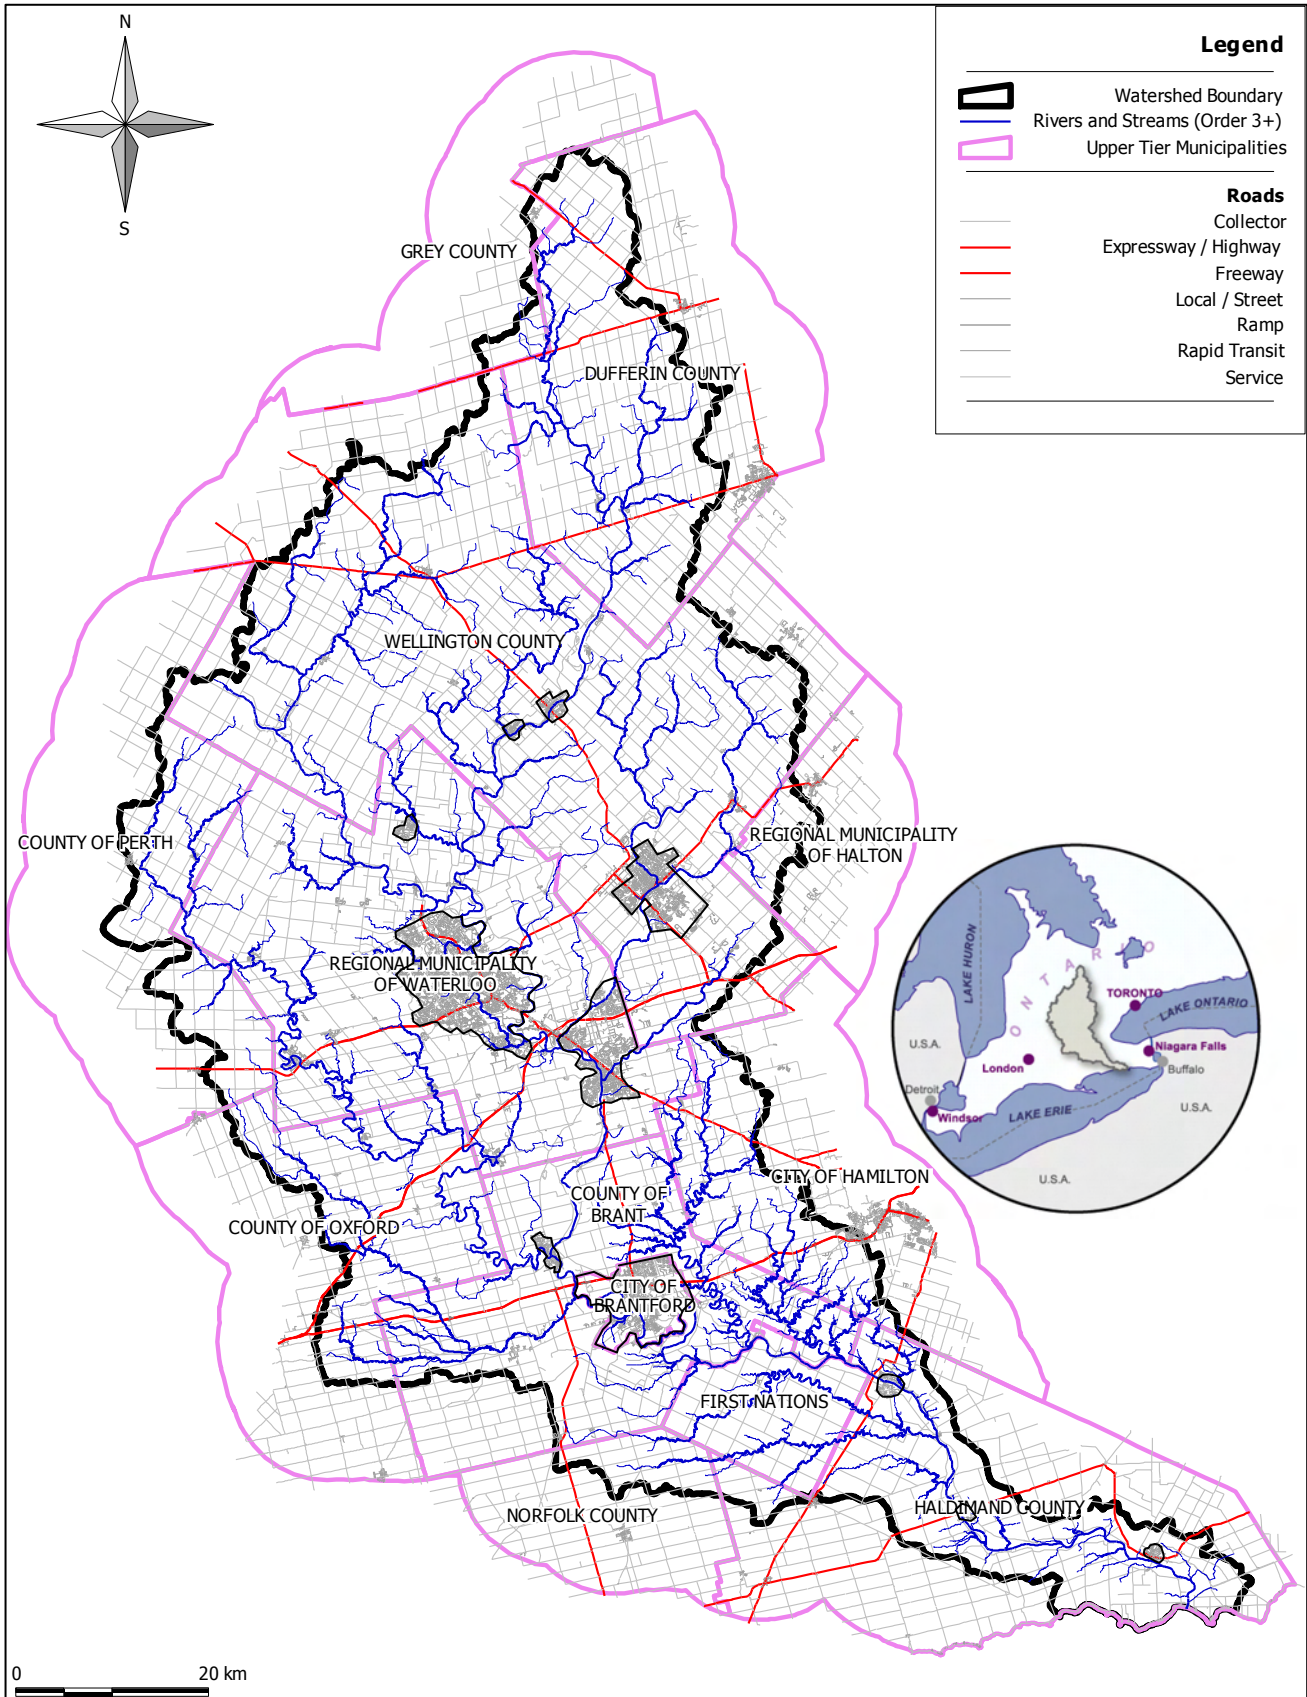 N
S
Legend
Watershed Boundary
Rivers and Streams (Order 3+)
Upper Tier Municipalities
Roads
Collector
Expressway / Highway
Freeway
Local / Street
Ramp
Rapid Transit
Service
GREY COUNTY
DUFFERIN COUNTY
WELLINGTON COUNTY
COUNTY OF PERTH
REGIONAL MUNICIPALITY
OF HALTON
REGIONAL MUNICIPALITY
OF WATERLOO
CITY OF HAMILTON
COUNTY OF
BRANT
COUNTY OF OXFORD
CITY OF
BRANTFORD
FIRST NATIONS
NORFOLK COUNTY
HALDIMAND COUNTY
LAKE HURON
ONTARIO
TORONTO
LAKE ONTARIO
U.S.A.
Niagara Falls
London
Buffalo
Detroit
Windsor
LAKE ERIE
U.S.A.
U.S.A.
0 20 km